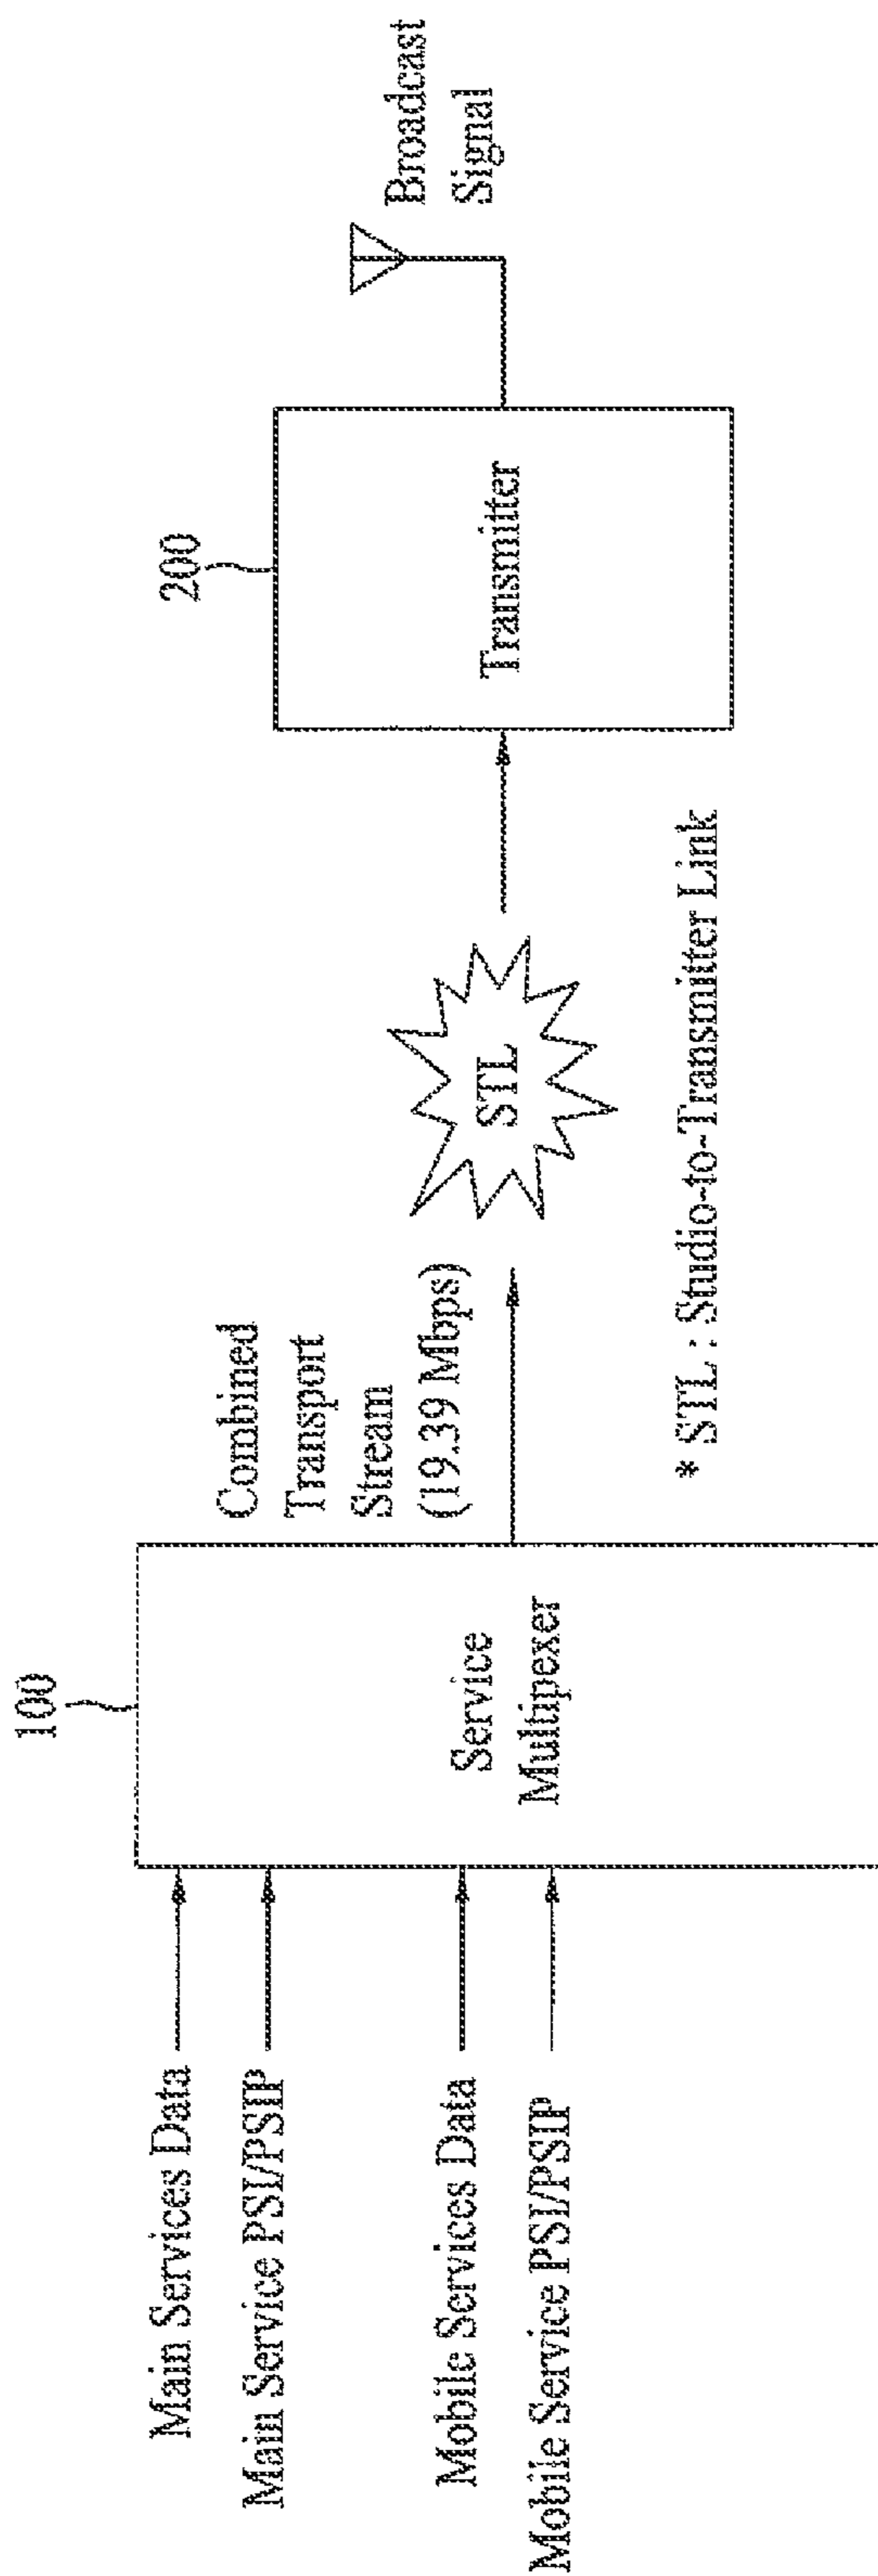 Main Services Data
Main Service PSI/PSIP
Mobile Services Data
Mobile Service PSI/PSIP
100
Service
Multipexer
Combined
Transport
Stream
(19.39 Mbps)
STL
200
Transmitter
Broadcast
Signal
* STL : Studio-to-Transmitter Link